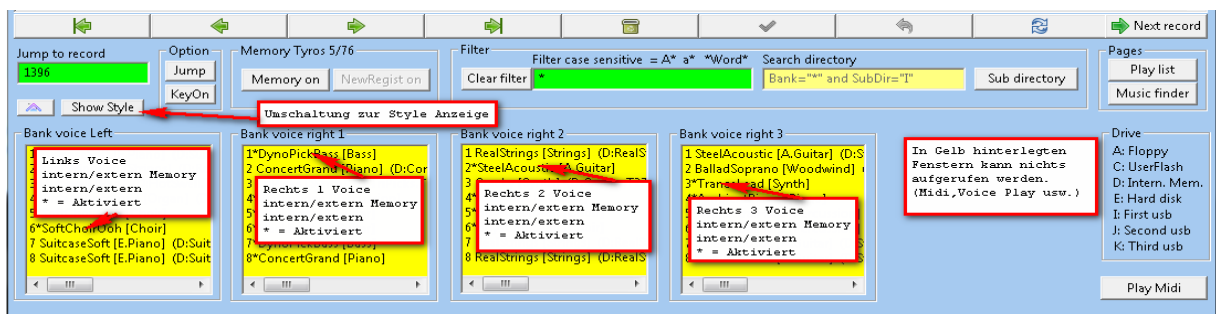 Next record
Jump to record
1396
Show Style
Option
Jump
KeyOn
Memory Tyros 5/76
Memory on
NewRegist on
Filter
Filter case sensitive = A* a* *Word*
Search directory
Clear filter
*
Bank="*" and SubDir="I"
Sub directory
Pages
Play list
Music finder
Umschaltung zur Style Anzeige
Bank voice Left
Links Voice
intern/extern Memory
intern/extern
* = Aktiviert
6*SoftChoirOoh [Choir]
7 SuitcaseSoft [E.Piano] (D:Suit
8 SuitcaseSoft [E.Piano] (D:Suit
Bank voice right 1
1*DynoPickBass [Bass]
2 ConcertGrand [Piano] (D:Cor
Rechts 1 Voice
intern/extern Memory
intern/extern
* = Aktiviert
8*ConcertGrand [Piano]
Bank voice right 2
1 RealStrings [Strings] (D:RealS
2*SteelAcoustic [A.Guitar]
Rechts 2 Voice
intern/extern Memory
intern/extern
* = Aktiviert
8 RealStrings [Strings] (D:RealS
Bank voice right 3
1 SteelAcoustic [A.Guitar] (D:S
2 BalladSoprano [Woodwind]
[Synth]
Rechts 3 Voice
intern/extern Memory
intern/extern
* = Aktiviert
In Gelb hinterlegten
Fenstern kann nichts
aufgerufen werden.
(Midi,Voice Play usw.)
Drive
A: Floppy
C: UserFlash
D: Intern. Mem.
E: Hard disk
I: First usb
J: Second usb
K: Third usb
Play Midi